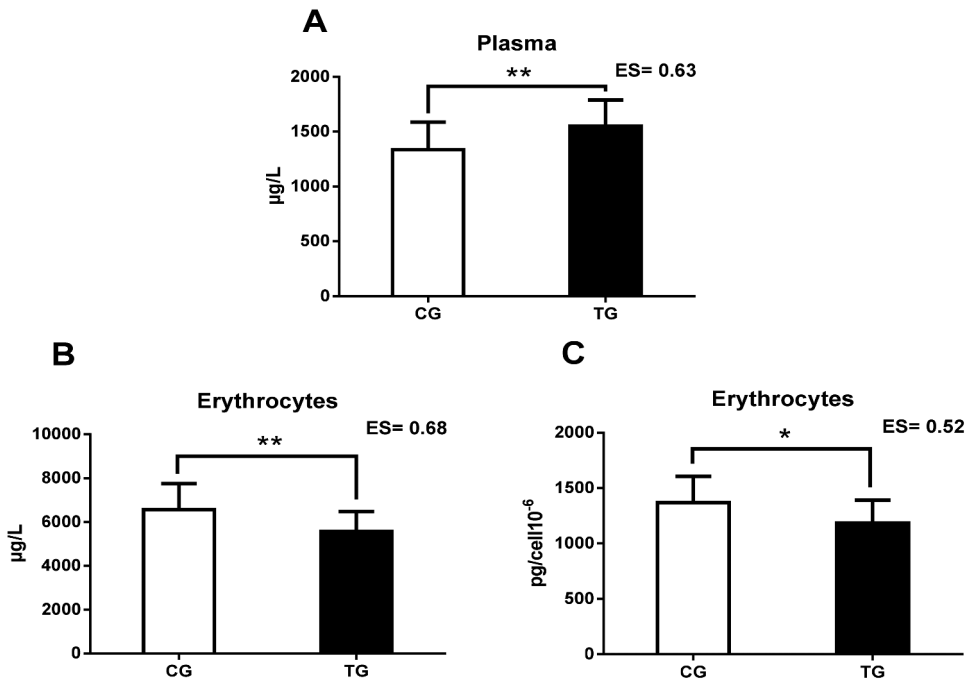 A
Plasma
** ES= 0.63
2000
1500
1000
500
0
µg/L
CG TG
B
Erythrocytes
** ES= 0.68
10000
8000
6000
4000
2000
0
µg/L
CG TG
C
Erythrocytes
* ES= 0.52
2000
1500
1000
500
0
pg/cell10⁻⁶
CG TG